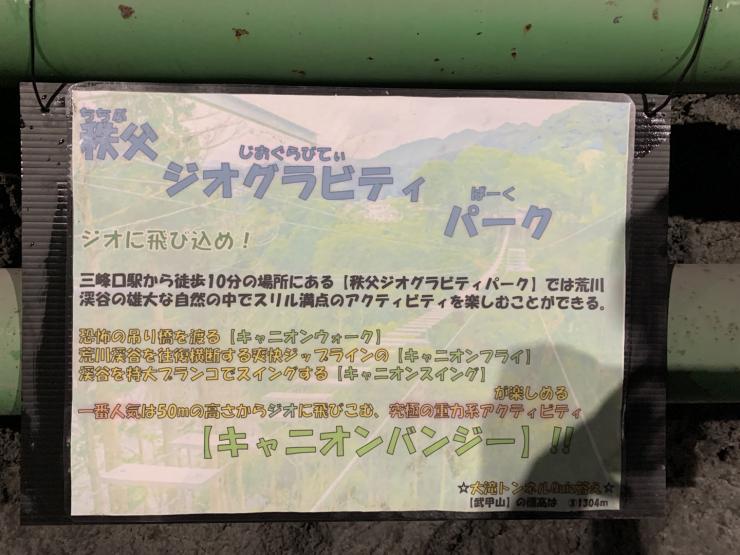 ちちぶ
秩父
じおぐらびてぃ
ジオグラビティ
ぱーく
パーク
ジオに飛び込め！
三峰口駅から徒歩10分の場所にある【秩父ジオグラビティパーク】では荒川
渓谷の雄大な自然の中でスリル満点のアクティビティを楽しむことができる。
恐怖の吊り橋を渡る【キャニオンウォーク】
荒川渓谷を往復横断する爽快ジップラインの【キャニオンフライ】
渓谷を特大ブランコでスイングする【キャニオンスイング】
が楽しめる
一番人気は50mの高さからジオに飛びこむ、究極の重力系アクティビティ
【キャニオンバンジー】!!
☆大滝トンネルQuiz答え☆
【武甲山】の標高は ③1304m